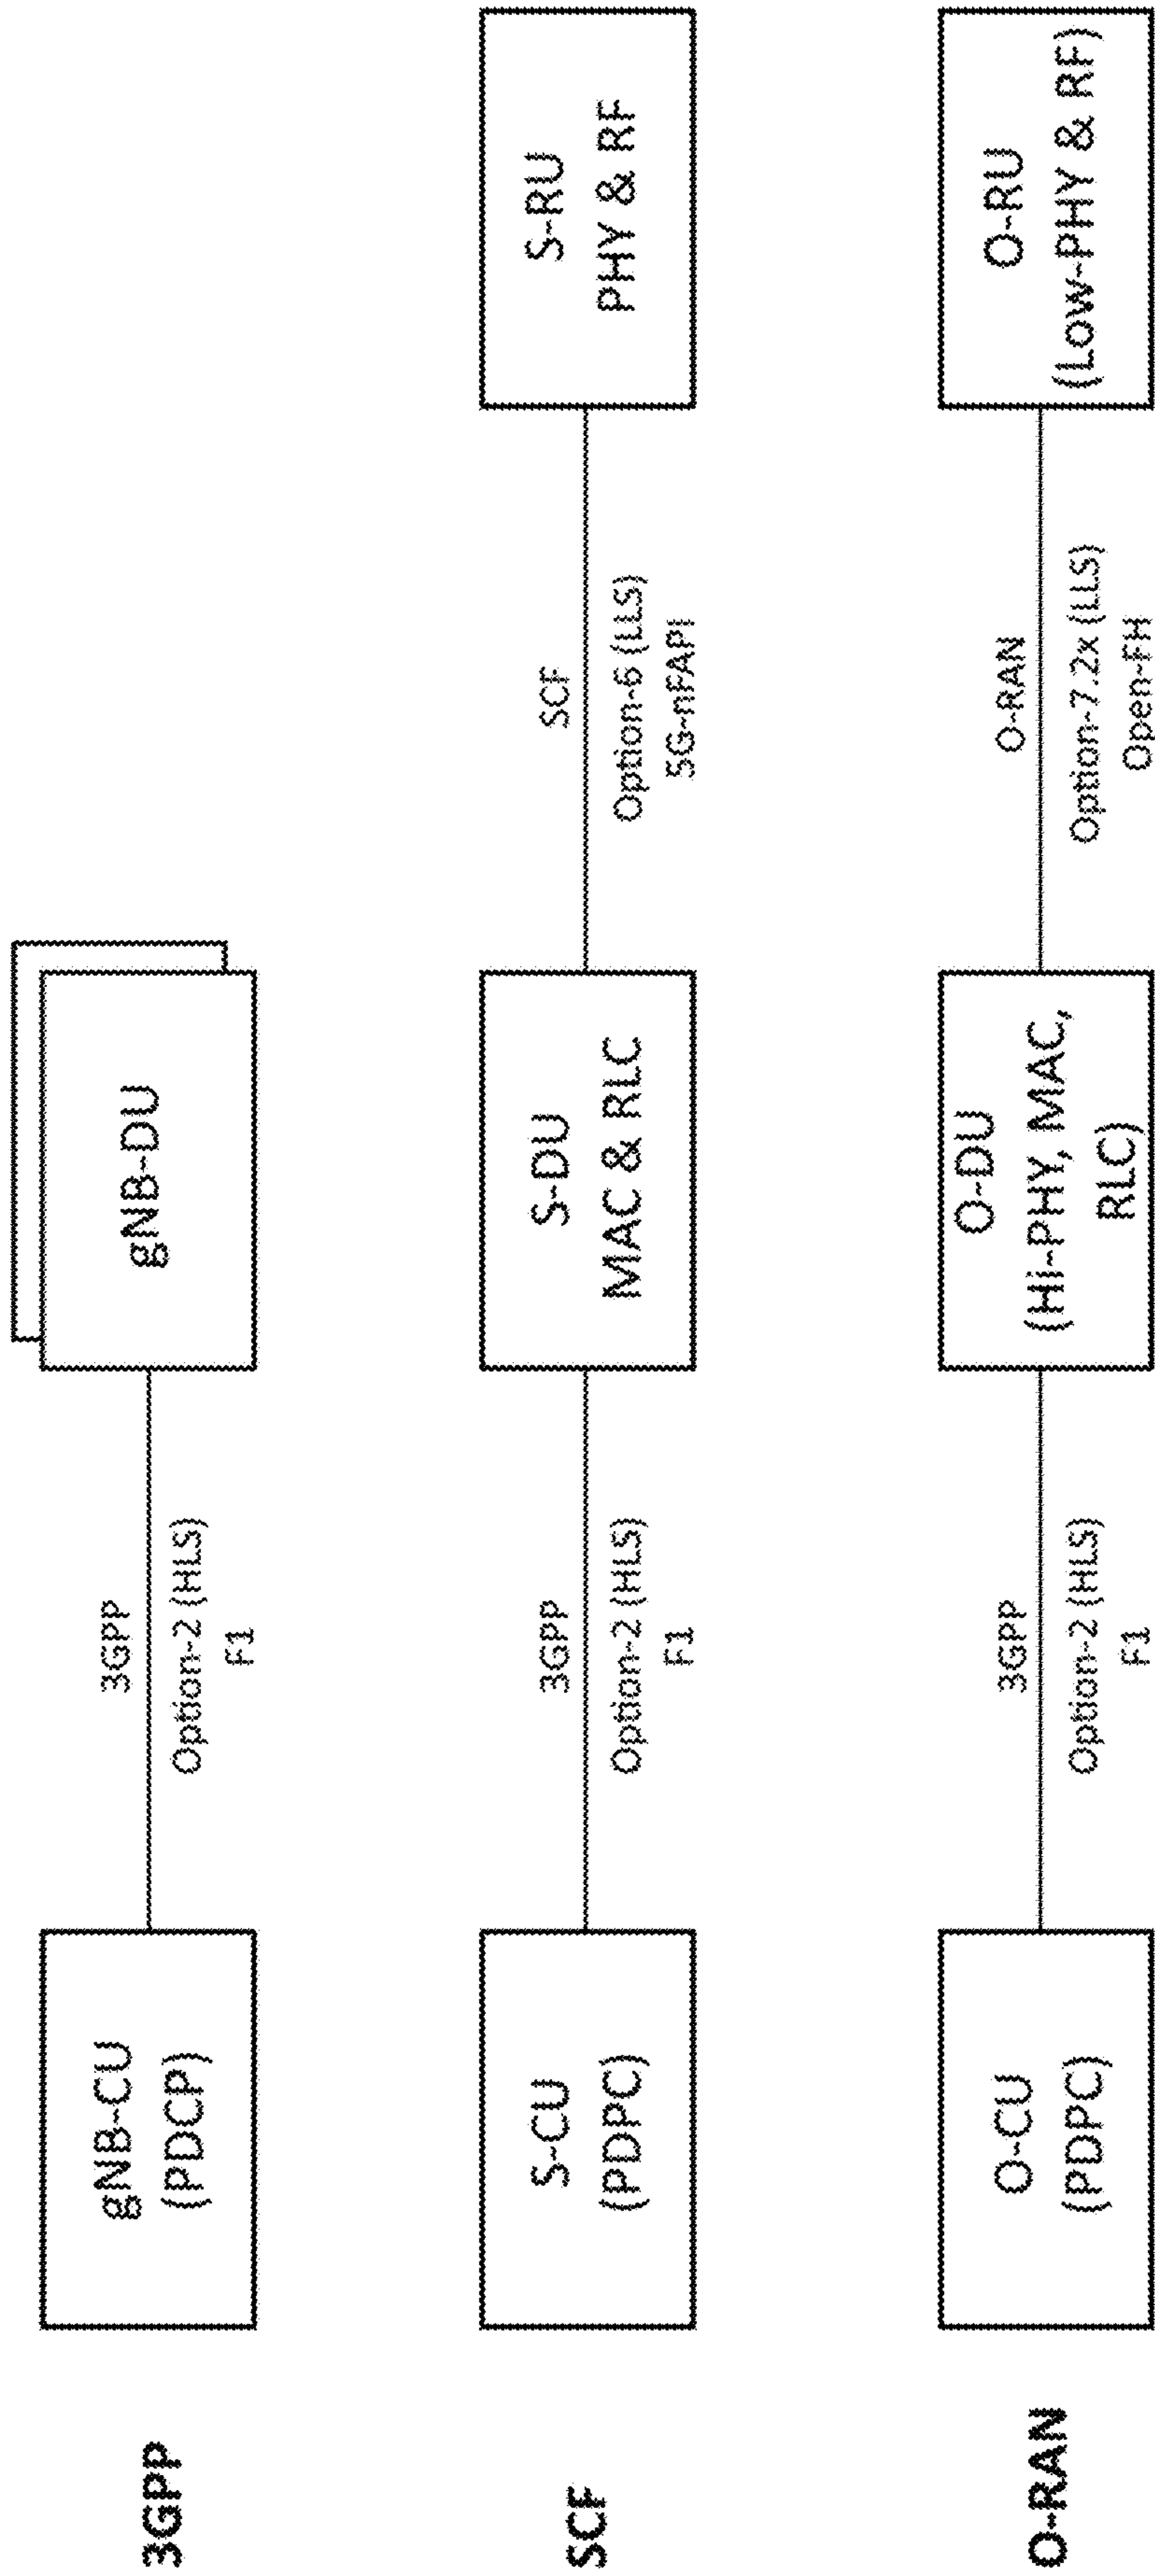 3GPP
gNB-CU
(PDCP)
3GPP
Option-2 (HLS)
F1
gNB-DU
SCF
S-CU
(PDPC)
3GPP
Option-2 (HLS)
F1
S-DU
MAC & RLC
SCF
Option-6 (LLS)
5G-nFAPI
S-RU
PHY & RF
O-RAN
O-CU
(PDPC)
3GPP
Option-2 (HLS)
F1
O-DU
(Hi-PHY, MAC,
RLC)
O-RAN
Option-7.2x (LLS)
Open-FH
O-RU
(Low-PHY & RF)